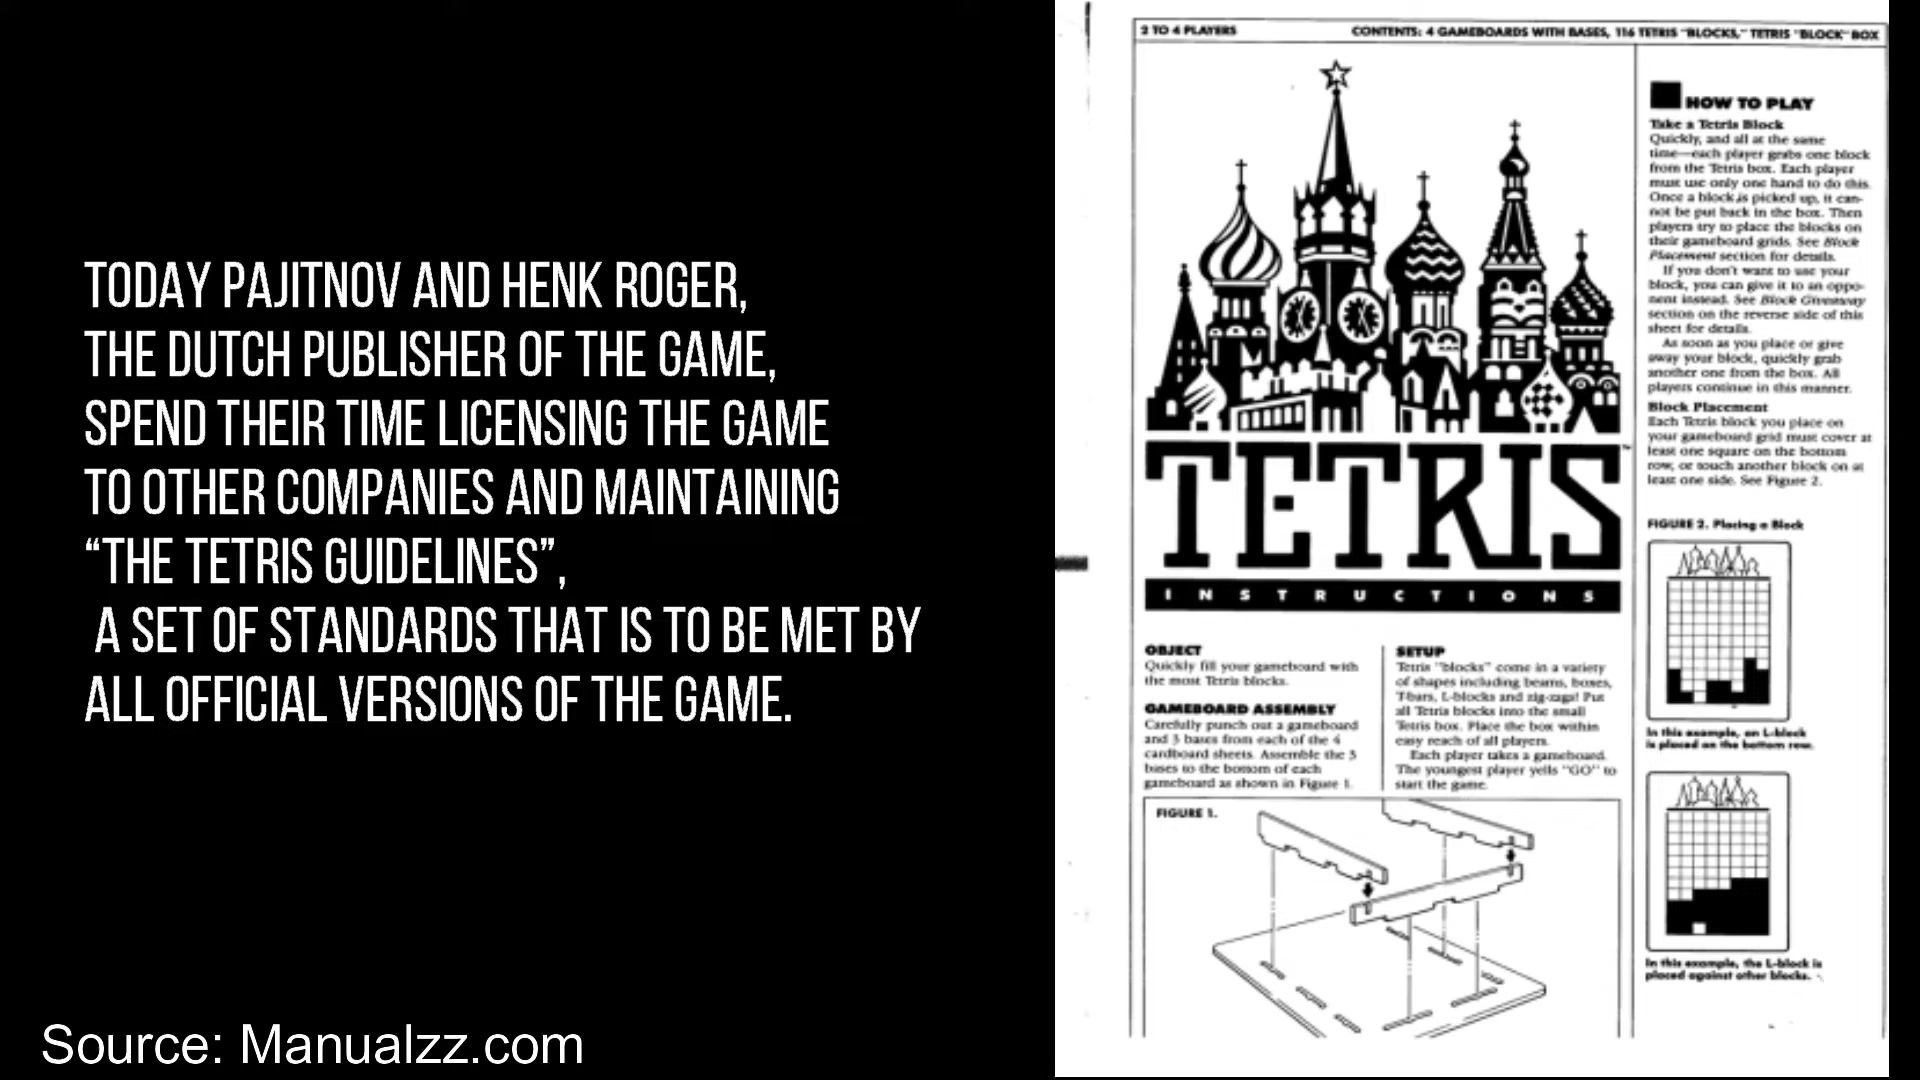 TODAY PAJITNOV AND HENK ROGER,
THE DUTCH PUBLISHER OF THE GAME,
SPEND THEIR TIME LICENSING THE GAME
TO OTHER COMPANIES AND MAINTAINING
“THE TETRIS GUIDELINES”,
A SET OF STANDARDS THAT IS TO BE MET BY
ALL OFFICIAL VERSIONS OF THE GAME.
Source: Manualzz.com
2 TO 4 PLAYERS
CONTENTS: 4 GAMEBOARDS WITH BASES, 116 TETRIS "BLOCKS," TETRIS "BLOCK" BOX
TETRIS™
INSTRUCTIONS
OBJECT
Quickly fill your gameboard with
the most Tetris blocks.
GAMEBOARD ASSEMBLY
Carefully punch out a gameboard
and 3 bases from each of the 4
cardboard sheets. Assemble the 3
bases to the bottom of each
gameboard as shown in Figure 1.
SETUP
Tetris "blocks" come in a variety
of shapes including beams, boxes,
T-bars, L-blocks and zig-zags! Put
all Tetris blocks into the small
Tetris box. Place the box within
easy reach of all players.
Each player takes a gameboard.
The youngest player yells "GO" to
start the game.
FIGURE 1.
HOW TO PLAY
Take a Tetris Block
Quickly, and all at the same
time—each player grabs one block
from the Tetris box. Each player
must use only one hand to do this.
Once a block is picked up, it can-
not be put back in the box. Then
players try to place the blocks on
their gameboard grids. See Block
Placement section for details.
If you don't want to use your
block, you can give it to an oppo-
nent instead. See Block Giveaway
section on the reverse side of this
sheet for details.
As soon as you place or give
away your block, quickly grab
another one from the box. All
players continue in this manner.
Block Placement
Each Tetris block you place on
your gameboard grid must cover at
least one square on the bottom
row, or touch another block on at
least one side. See Figure 2.
FIGURE 2. Placing a Block
In this example, an L-block
is placed on the bottom row.
In this example, the L-block is
placed against other blocks.